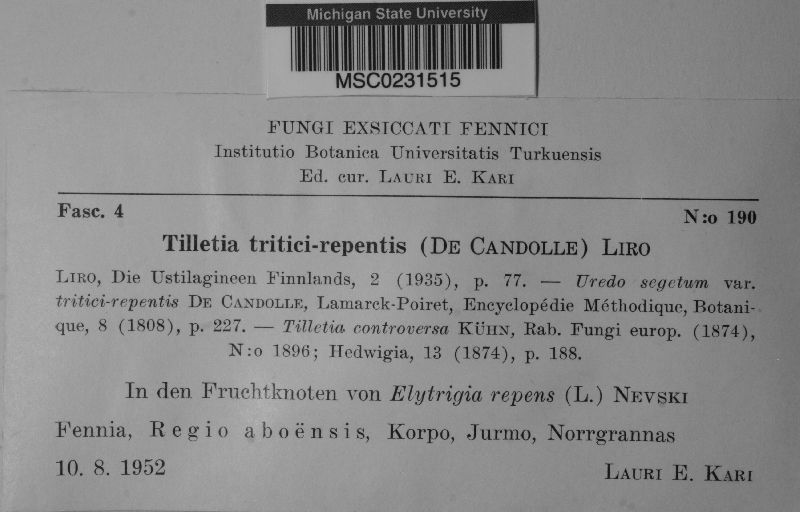 Michigan State University
MSC0231515
FUNGI EXSICCATI FENNICI
Institutio Botanica Universitatis Turkuensis
Ed. cur. LAURI E. KARI
Fasc. 4 N:o 190
Tilletia tritici-repentis (DE CANDOLLE) LIRO
LIRO, Die Ustilagineen Finnlands, 2 (1935), p. 77. — Uredo segetum var.
tritici-repentis DE CANDOLLE, Lamarck-Poiret, Encyclopédie Méthodique, Botani-
que, 8 (1808), p. 227. — Tilletia controversa KÜHN, Rab. Fungi europ. (1874),
N:o 1896; Hedwigia, 13 (1874), p. 188.
In den Fruchtknoten von Elytrigia repens (L.) NEVSKI
Fennia, Regio aboënsis, Korpo, Jurmo, Norrgrannas
10. 8. 1952 LAURI E. KARI